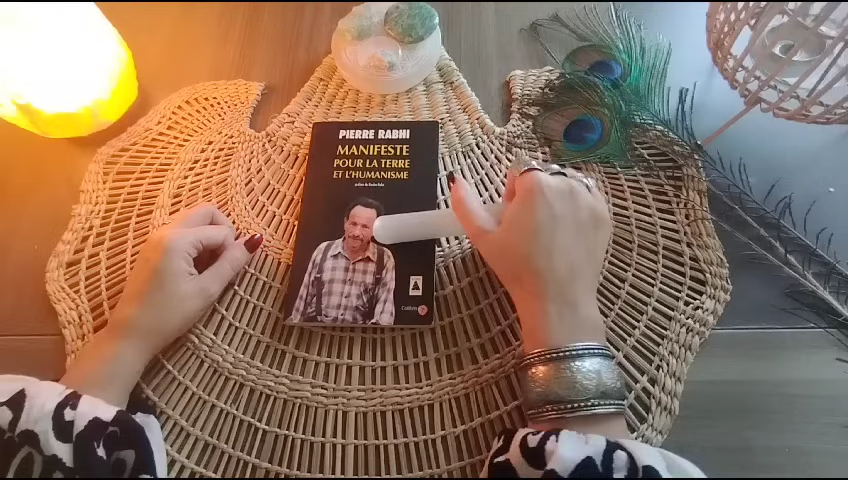 PIERRE RABHI
MANIFESTE
POUR LA TERRE
ET L'HUMANISME